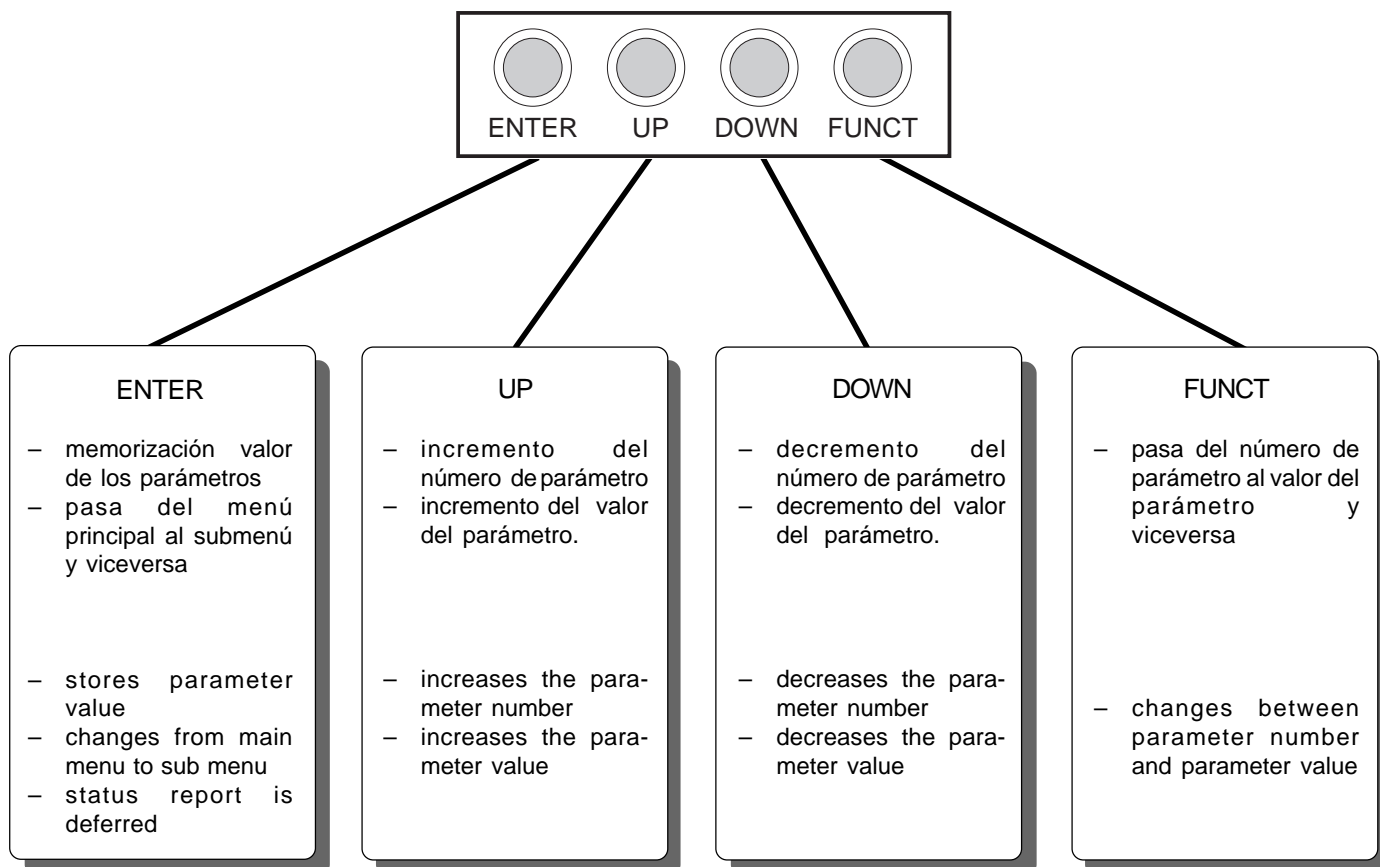 ENTER UP DOWN FUNCT
ENTER
– memorización valor
de los parámetros
– pasa del menú
principal al submenú
y viceversa
– stores parameter
value
– changes from main
menu to sub menu
– status report is
deferred
UP
– incremento del
número de parámetro
– incremento del valor
del parámetro.
– increases the para-
meter number
– increases the para-
meter value
DOWN
– decremento del
número de parámetro
– decremento del valor
del parámetro.
– decreases the para-
meter number
– decreases the para-
meter value
FUNCT
– pasa del número de
parámetro al valor del
parámetro y
viceversa
– changes between
parameter number
and parameter value